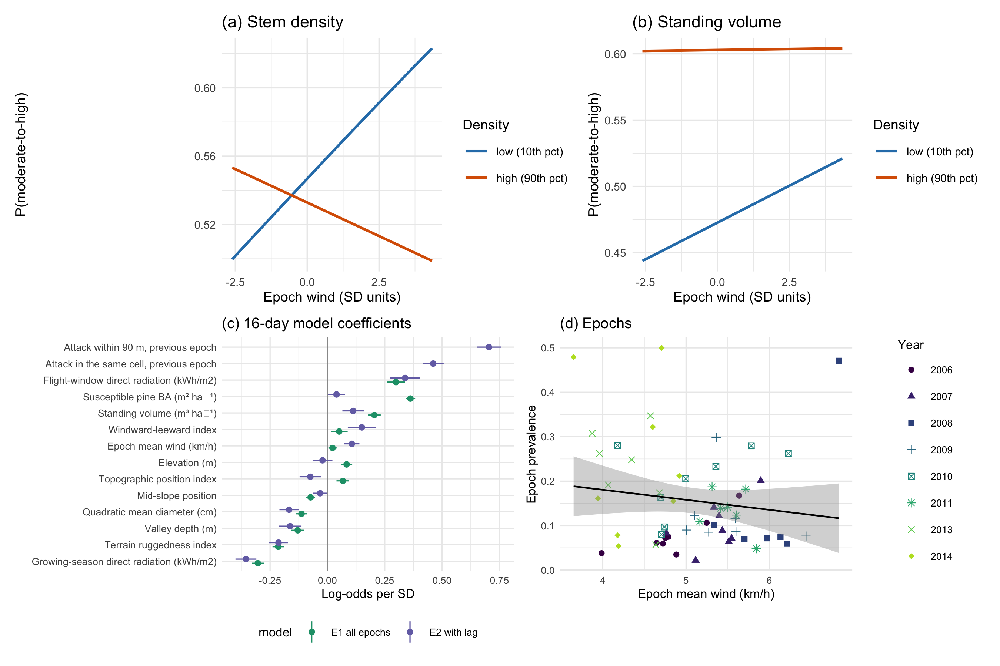 (a) Stem density
P(moderate-to-high)
0.60
0.56
0.52
-2.5 0.0 2.5
Epoch wind (SD units)
Density
low (10th pct)
high (90th pct)
(b) Standing volume
P(moderate-to-high)
0.60
0.55
0.50
0.45
-2.5 0.0 2.5
Epoch wind (SD units)
Density
low (10th pct)
high (90th pct)
(c) 16-day model coefficients
Attack within 90 m, previous epoch
Attack in the same cell, previous epoch
Flight-window direct radiation (kWh/m2)
Susceptible pine BA (m² ha□¹)
Standing volume (m³ ha□¹)
Windward-leeward index
Epoch mean wind (km/h)
Elevation (m)
Topographic position index
Mid-slope position
Quadratic mean diameter (cm)
Valley depth (m)
Terrain ruggedness index
Growing-season direct radiation (kWh/m2)
-0.25 0.00 0.25 0.50 0.75
Log-odds per SD
model E1 all epochs E2 with lag
(d) Epochs
Epoch prevalence
0.5
0.4
0.3
0.2
0.1
0.0
4 5 6
Epoch mean wind (km/h)
Year
2006
2007
2008
2009
2010
2011
2013
2014